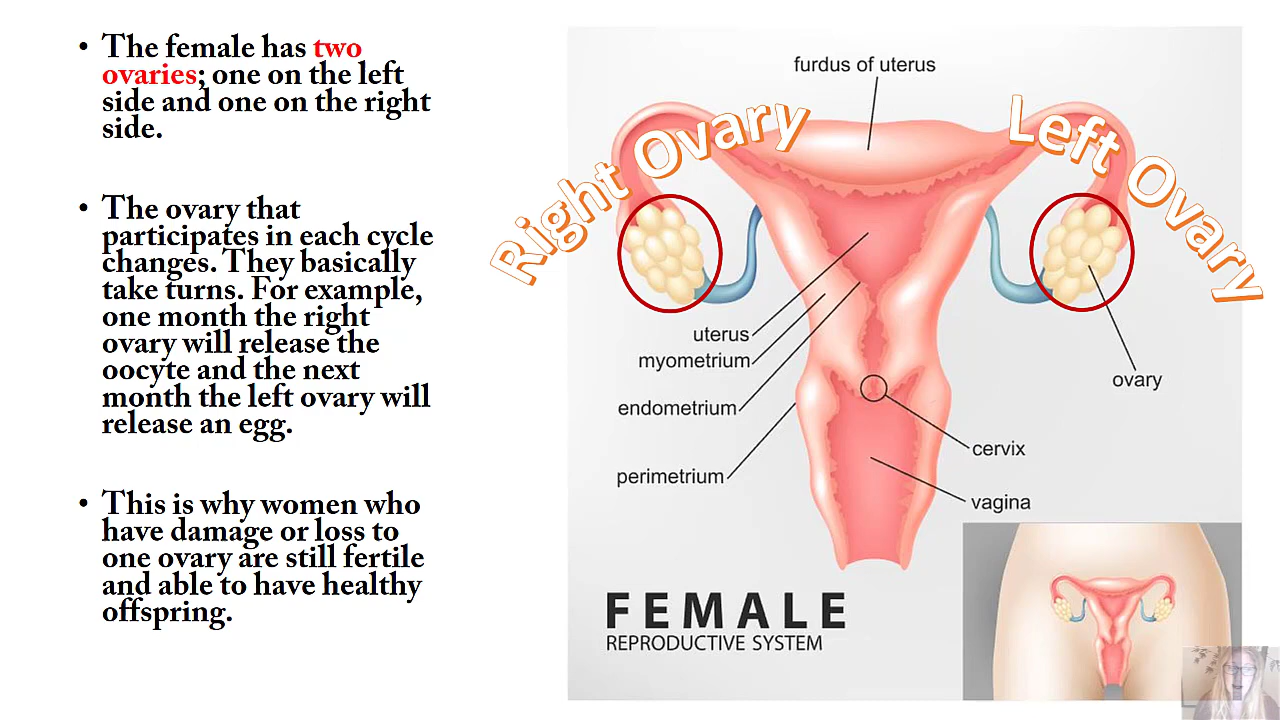 • The female has two
ovaries; one on the left
side and one on the right
side.
• The ovary that
participates in each cycle
changes. They basically
take turns. For example,
one month the right
ovary will release the
oocyte and the next
month the left ovary will
release an egg.
• This is why women who
have damage or loss to
one ovary are still fertile
and able to have healthy
offspring.
furdus of uterus
Right Ovary
Left Ovary
uterus
myometrium
endometrium
perimetrium
ovary
cervix
vagina
FEMALE
REPRODUCTIVE SYSTEM